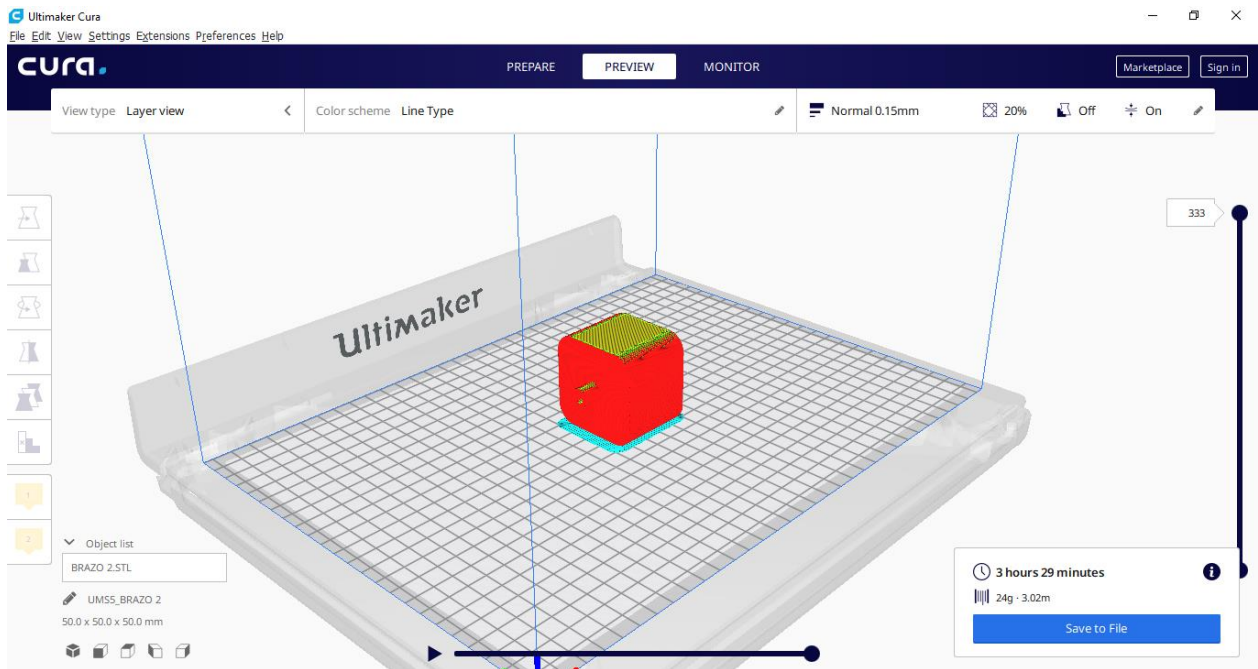 Ultimaker Cura
File Edit View Settings Extensions Preferences Help
cura.
PREPARE
PREVIEW
MONITOR
Marketplace
Sign in
View type Layer view
Color scheme Line Type
Normal 0.15mm
20%
Off
On
333
Ultimaker
1
2
Object list
BRAZO 2.STL
UMS5_BRAZO 2
50.0 x 50.0 x 50.0 mm
3 hours 29 minutes
24g · 3.02m
Save to File